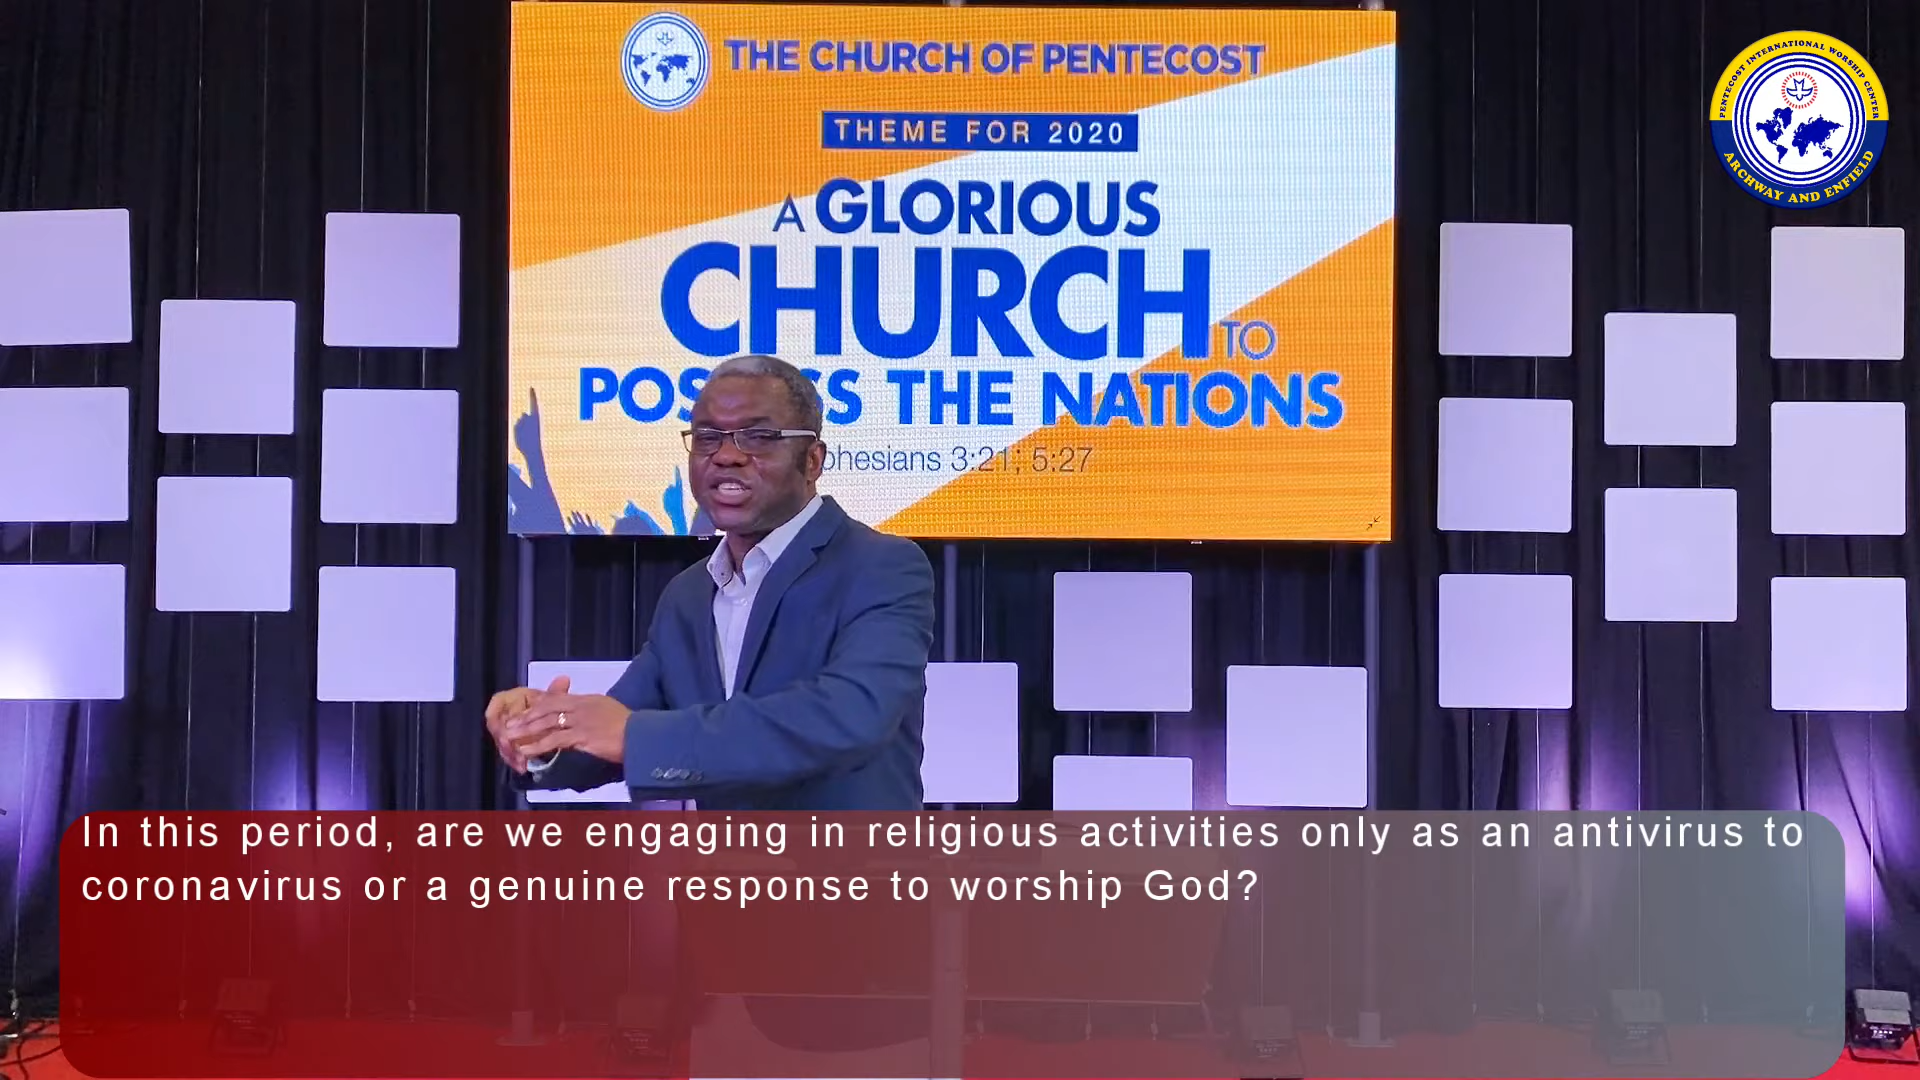 THE CHURCH OF PENTECOST
THEME FOR 2020
A GLORIOUS
CHURCH TO
THE NATIONS
3:21; 5:27
PENTECOST INTERNATIONAL WORSHIP CENTER
ARCHWAY AND ENFIELD
In this period, are we engaging in religious activities only as an antivirus to
coronavirus or a genuine response to worship God?